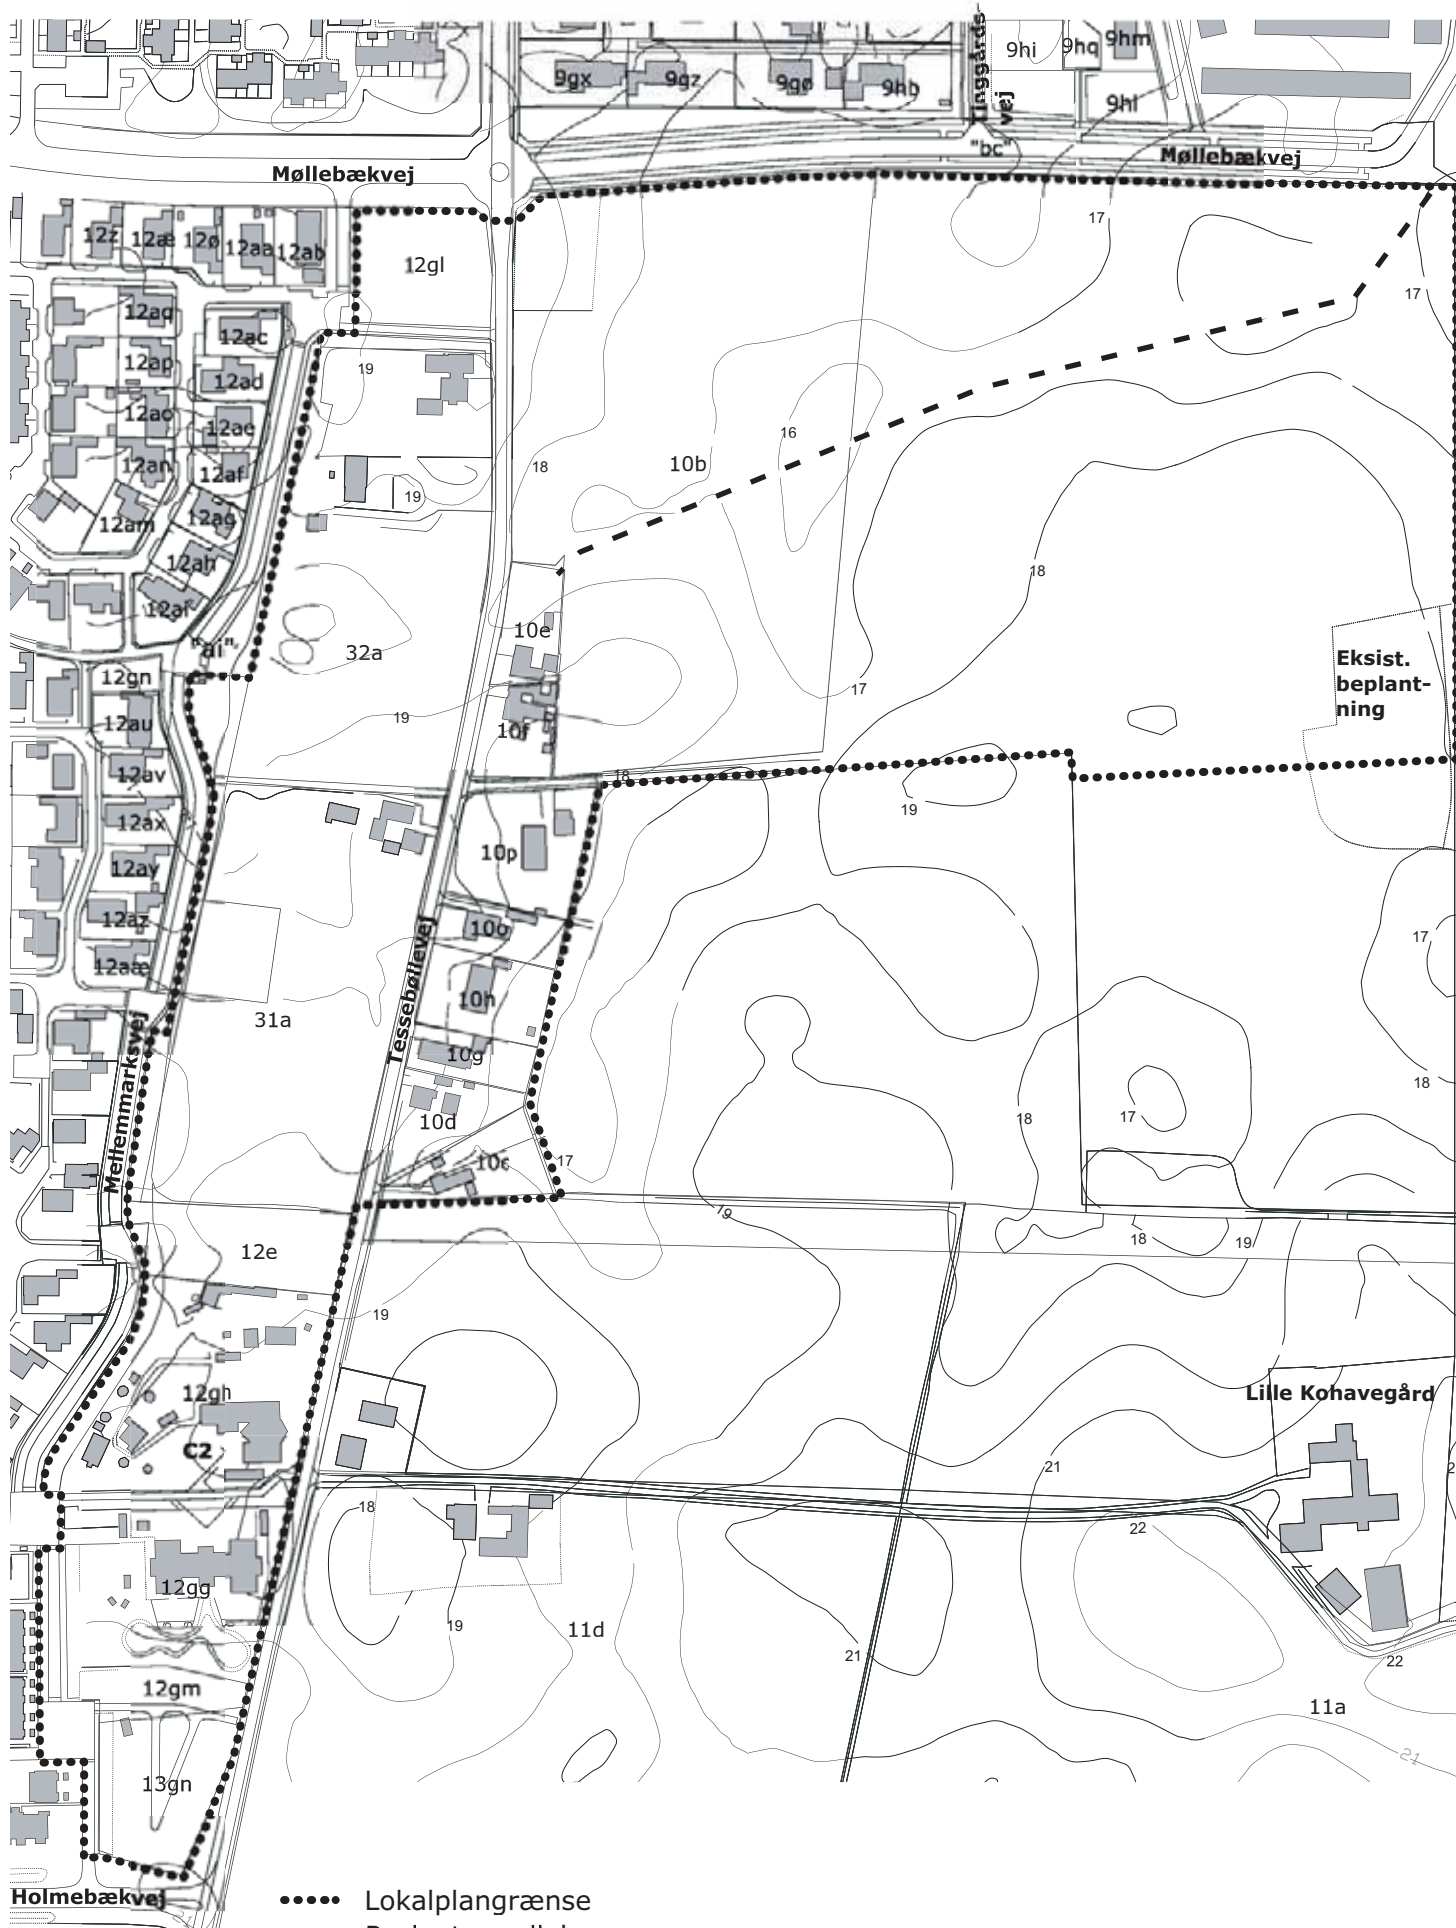 9gx
9gz
9gø
9hb
Tinggårds-
vej
9hi
9hq
9hm
9hl
"bc"
Møllebækvej
Møllebækvej
12z
12æ
12ø
12aa
12ab
12gl
17
17
12aq
12ac
12ap
12ad
19
12ao
12ae
16
12an
12af
18
10b
19
12am
12ag
12ah
18
12ai
"ai"
32a
10e
Eksist.
beplant-
ning
12gn
19
17
12au
10f
12av
18
19
12ax
10p
12ay
12az
10o
17
12aæ
10h
31a
Tessebøllevej
10g
Mellemmarksvej
18
10d
18
17
10c
17
19
18
19
12e
19
12gh
Lille Kohavegård
C2
21
18
22
12gg
19
11d
21
22
12gm
11a
21
13gn
Holmebækvej
Lokalplangrænse